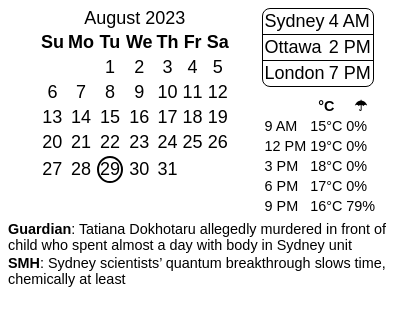 August 2023
Su Mo Tu We Th Fr Sa
1 2 3 4 5
6 7 8 9 10 11 12
13 14 15 16 17 18 19
20 21 22 23 24 25 26
27 28 29 30 31
Sydney 4 AM
Ottawa 2 PM
London 7 PM
°C ☂
9 AM 15°C 0%
12 PM 19°C 0%
3 PM 18°C 0%
6 PM 17°C 0%
9 PM 16°C 79%
Guardian: Tatiana Dokhotaru allegedly murdered in front of
child who spent almost a day with body in Sydney unit
SMH: Sydney scientists’ quantum breakthrough slows time,
chemically at least